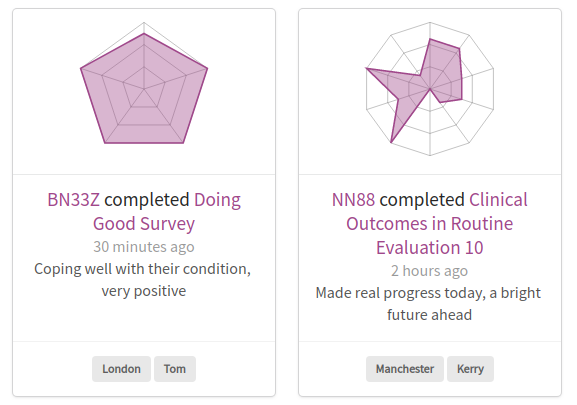 BN33Z completed Doing
Good Survey
30 minutes ago
Coping well with their condition,
very positive
London Tom
NN88 completed Clinical
Outcomes in Routine
Evaluation 10
2 hours ago
Made real progress today, a bright
future ahead
Manchester Kerry